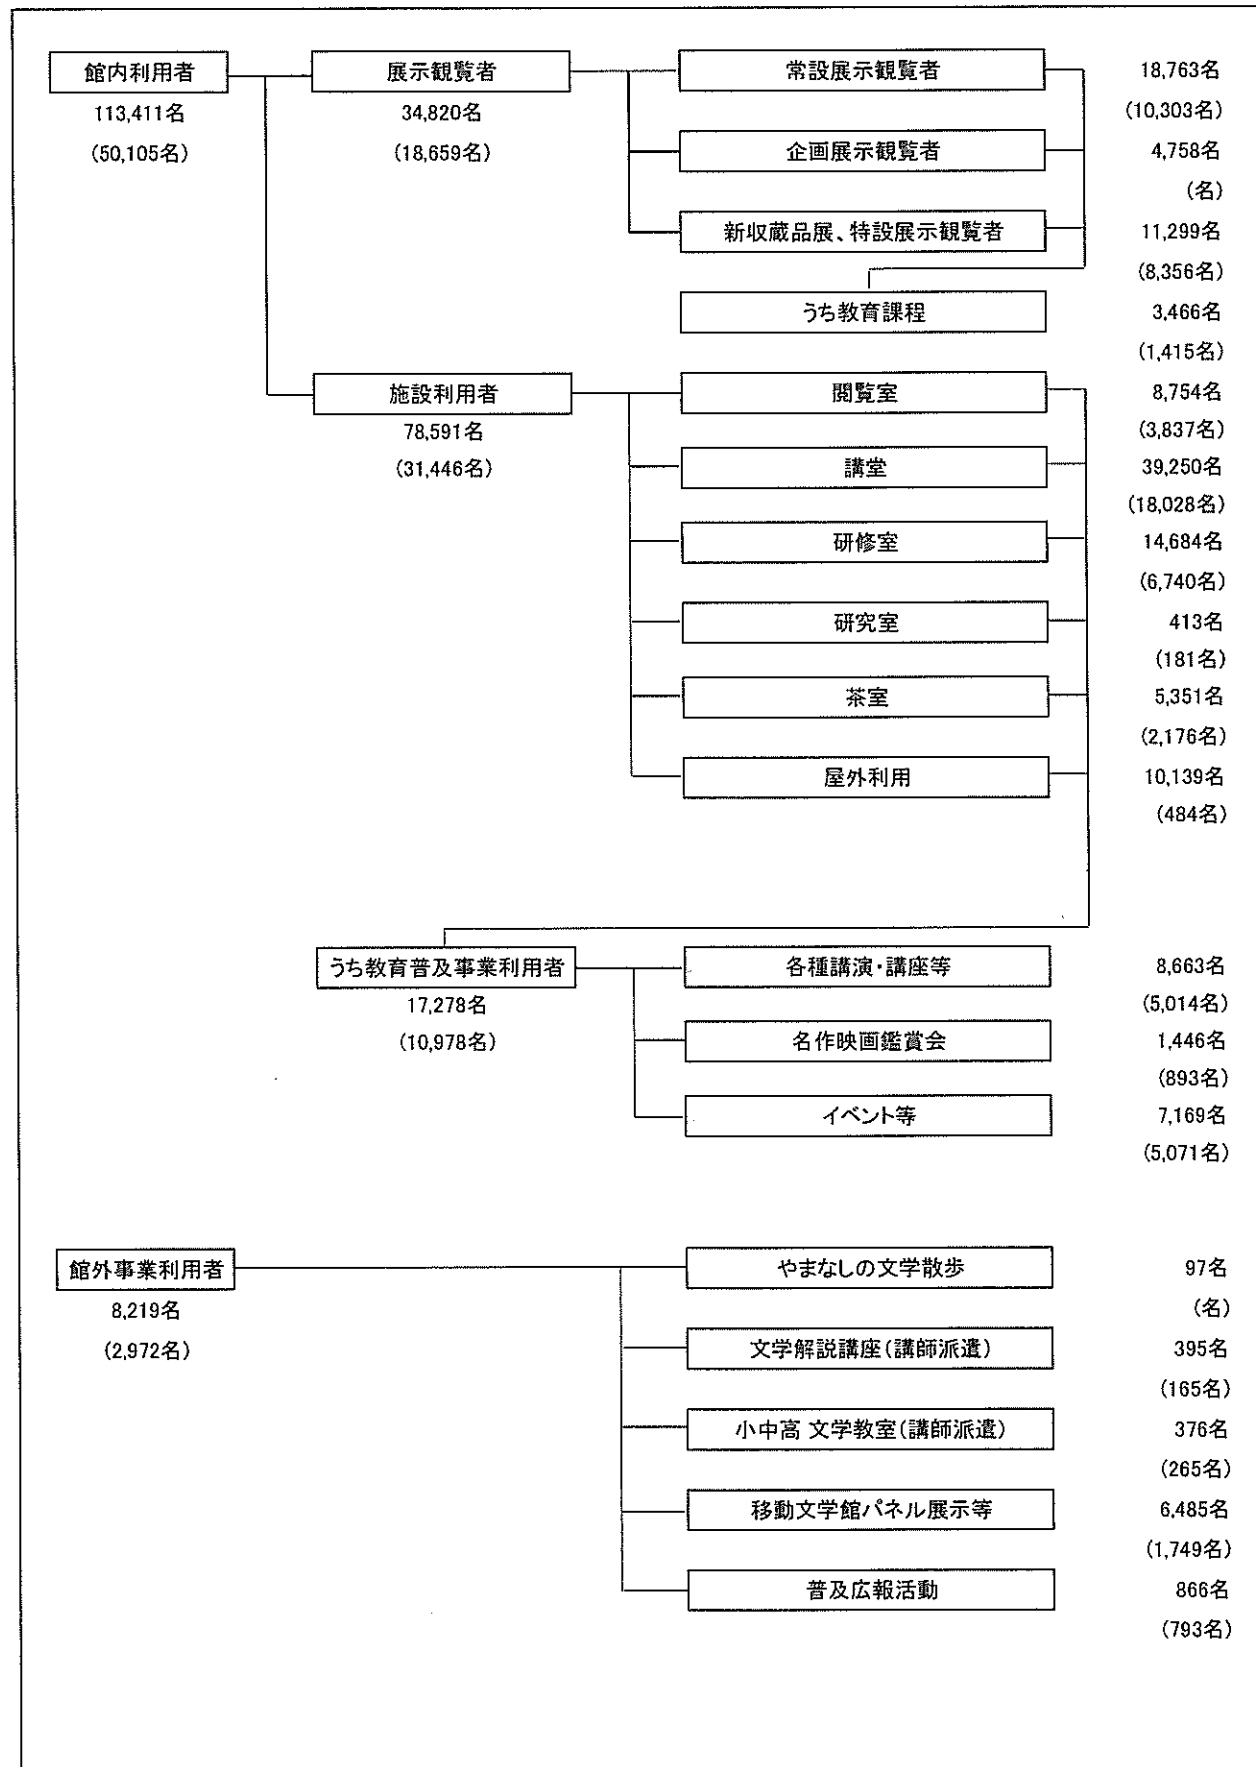 館内利用者 展示観覧者 常設展示観覧者 18,763名
113,411名 34,820名 (10,303名)
(50,105名) (18,659名) 企画展示観覧者 4,758名
(名)
新収蔵品展、特設展示観覧者 11,299名
(8,356名)
うち教育課程 3,466名
(1,415名)
施設利用者 閲覧室 8,754名
78,591名 (3,837名)
(31,446名) 講堂 39,250名
(18,028名)
研修室 14,684名
(6,740名)
研究室 413名
(181名)
茶室 5,351名
(2,176名)
屋外利用 10,139名
(484名)
うち教育普及事業利用者 各種講演・講座等 8,663名
17,278名 (5,014名)
(10,978名) 名作映画鑑賞会 1,446名
(893名)
イベント等 7,169名
(5,071名)
館外事業利用者 やまなしの文学散歩 97名
8,219名 (名)
(2,972名) 文学解説講座(講師派遣) 395名
(165名)
小中高 文学教室(講師派遣) 376名
(265名)
移動文学館パネル展示等 6,485名
(1,749名)
普及広報活動 866名
(793名)